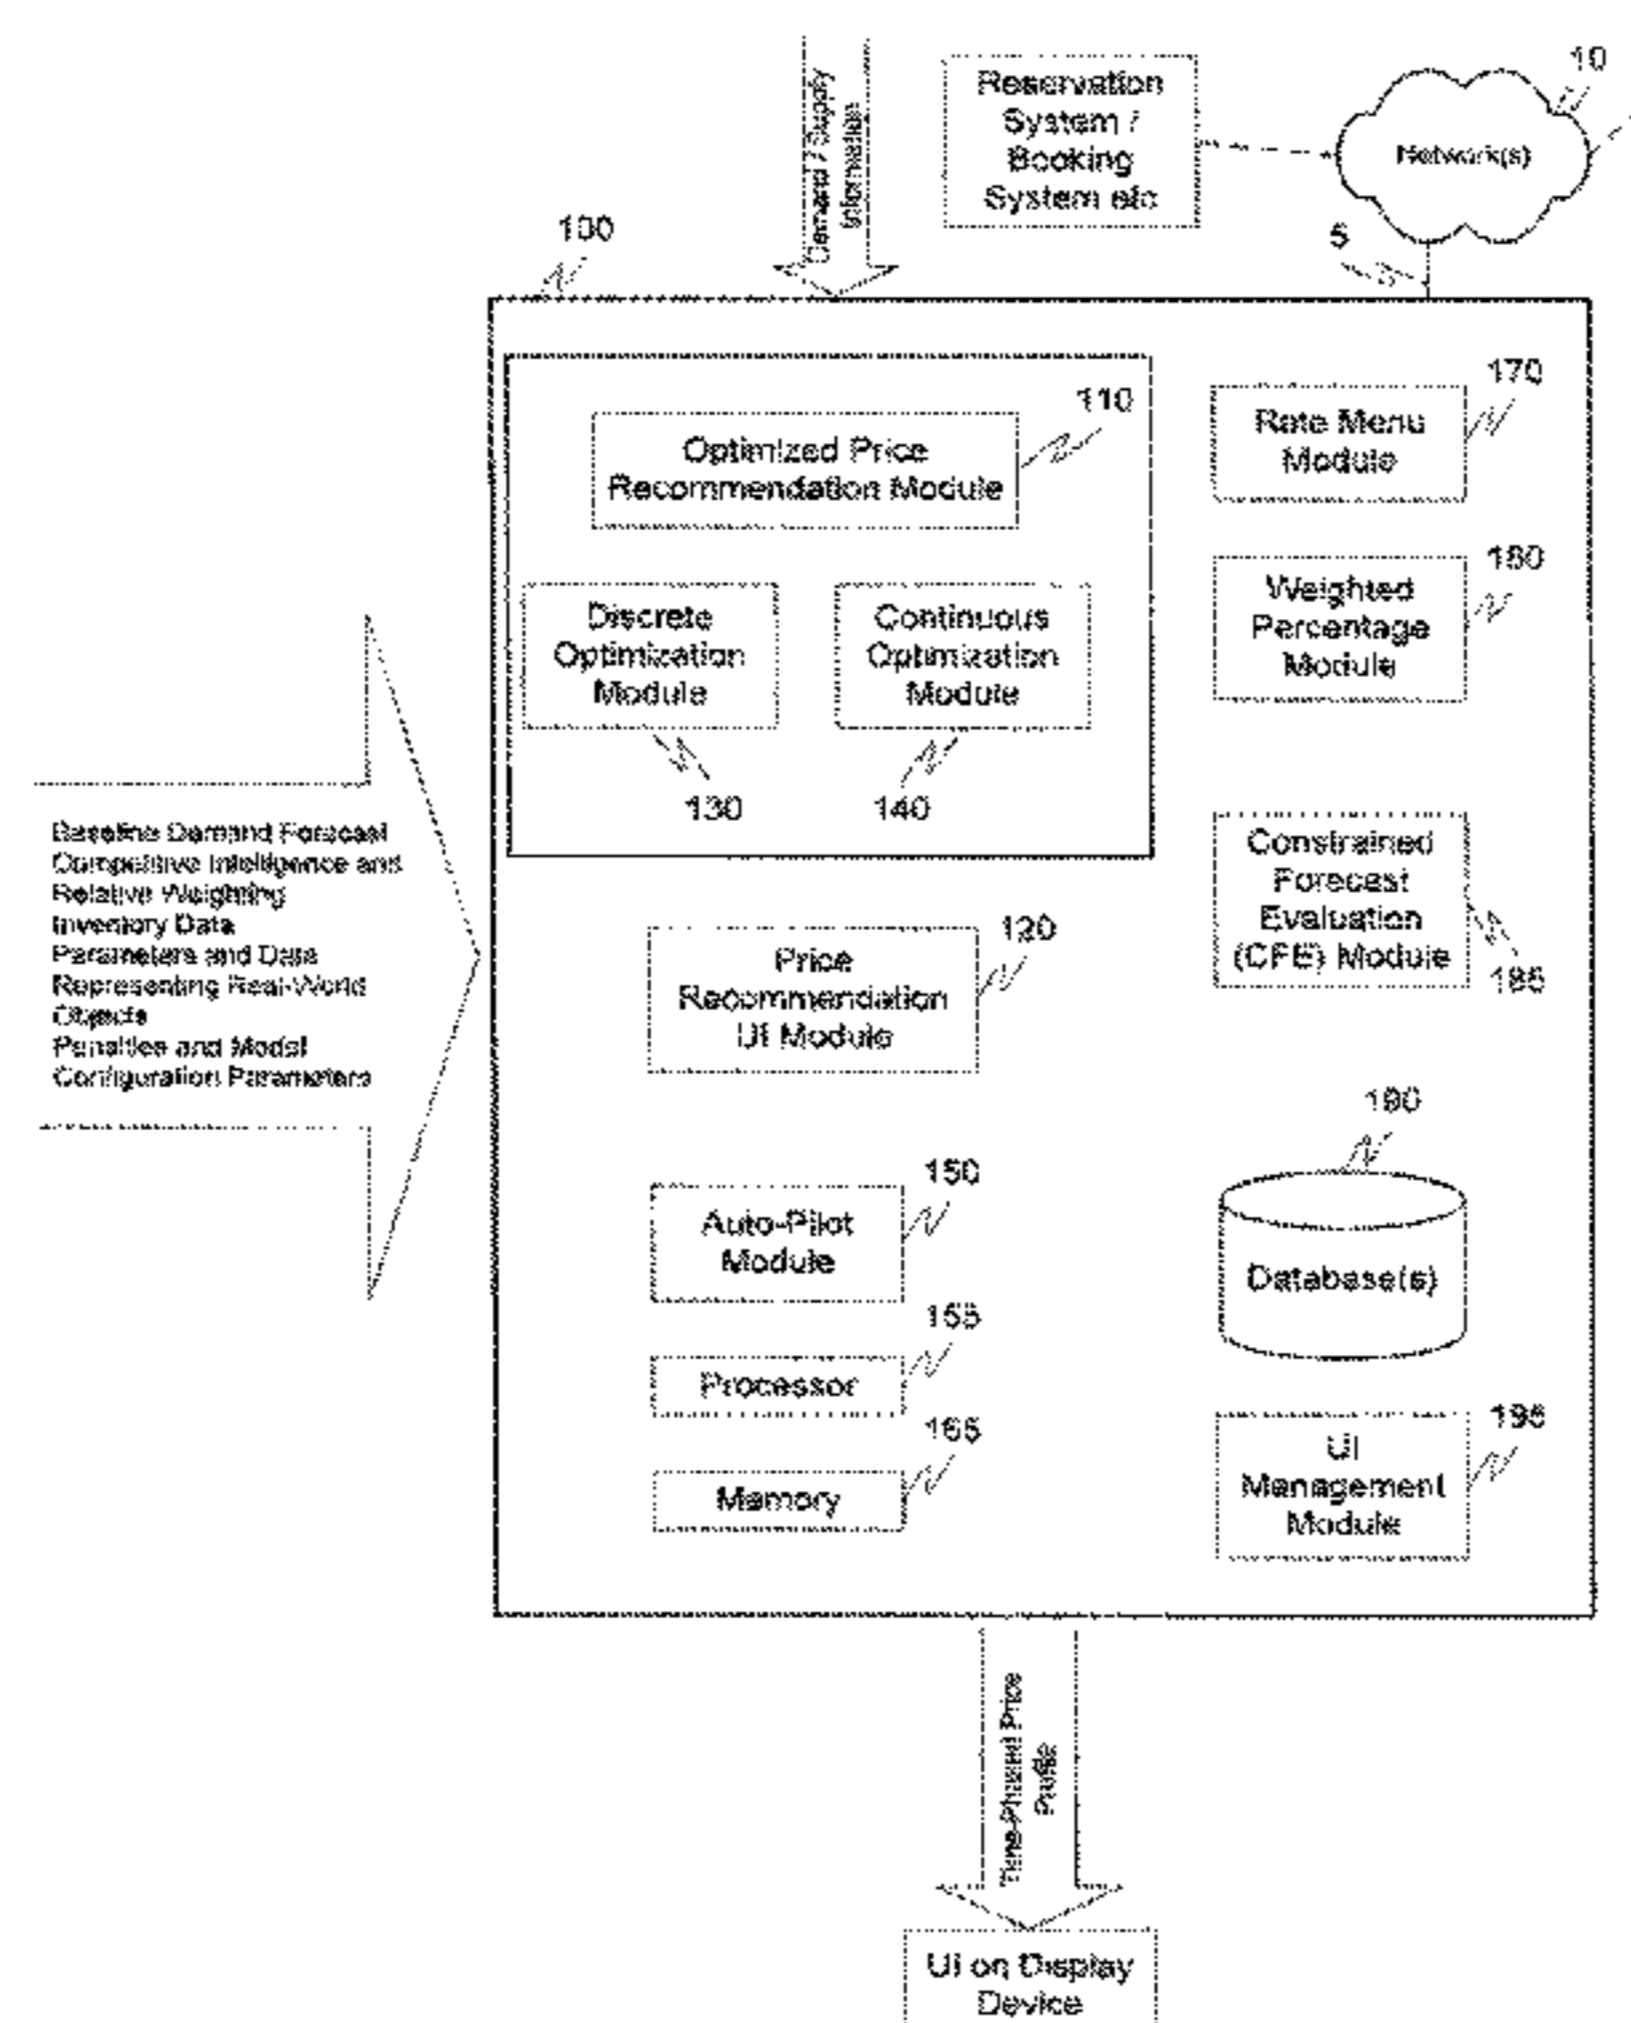 10
Reservation
System /
Booking
System etc
Network(s)
Demand / Supply
Information
5
100
110
Optimized Price
Recommendation Module
170
Rate Menu
Module
Discrete
Optimization
Module
Continuous
Optimization
Module
180
Weighted
Percentage
Module
130
140
Baseline Demand Forecast
Competitive Intelligence and
Relative Weighting
Inventory Data
Parameters and Data
Representing Real-World
Objects
Penalties and Model
Configuration Parameters
Constrained
Forecast
Evaluation
(CFE) Module
185
120
Price
Recommendation
UI Module
190
Database(s)
150
Auto-Pilot
Module
155
Processor
165
Memory
195
UI
Management
Module
Time-Phased Price
Profile
UI on Display
Device